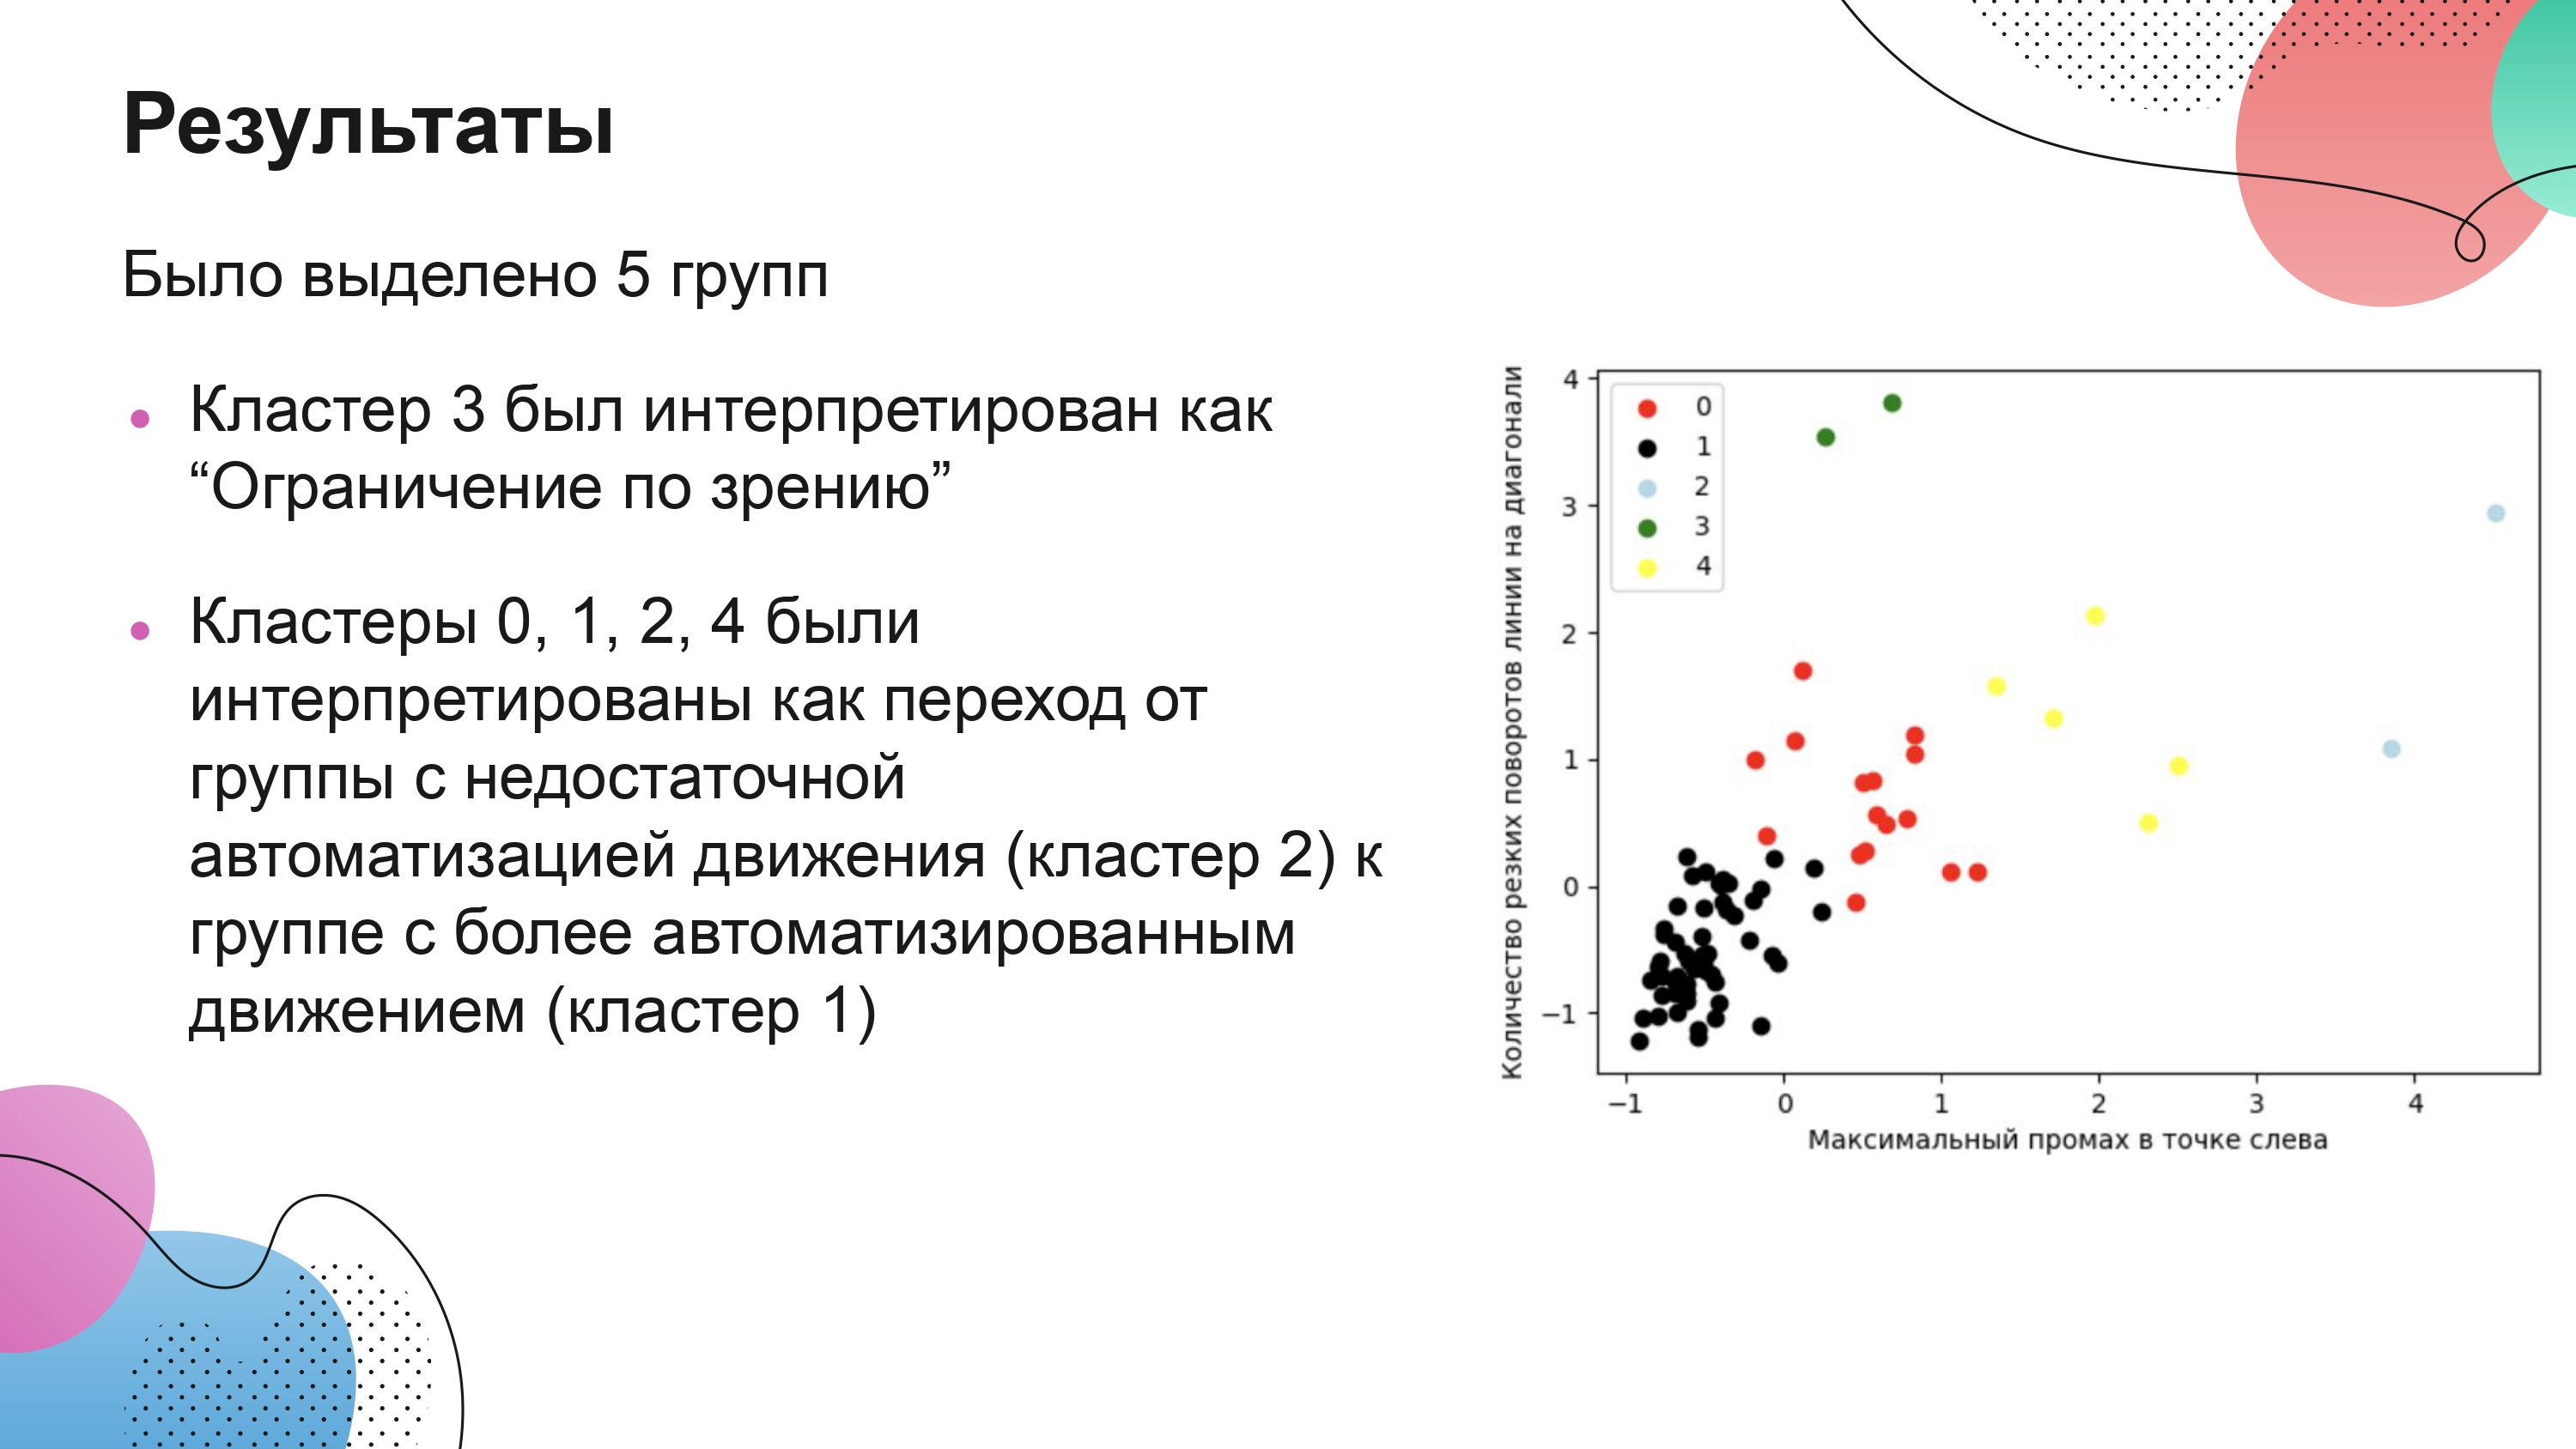 Результаты
Было выделено 5 групп
Кластер 3 был интерпретирован как
“Ограничение по зрению”
Кластеры 0, 1, 2, 4 были
интерпретированы как переход от
группы с недостаточной
автоматизацией движения (кластер 2) к
группе с более автоматизированным
движением (кластер 1)
Количество резких поворотов линии на диагонали
4
3
2
1
0
−1
0
1
2
3
4
−1
0
1
2
3
4
Максимальный промах в точке слева